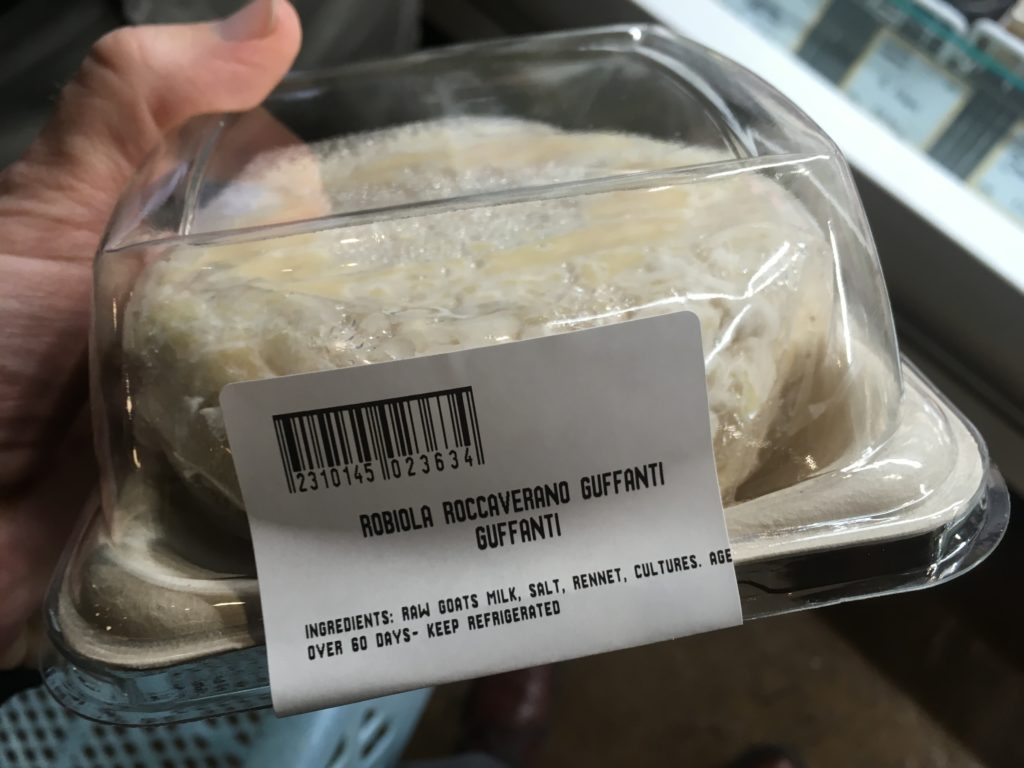 2310145 023634
ROBIOLA ROCCAVERANO GUFFANTI
GUFFANTI
INGREDIENTS: RAW GOATS MILK, SALT, RENNET, CULTURES. AGE
OVER 60 DAYS- KEEP REFRIGERATED